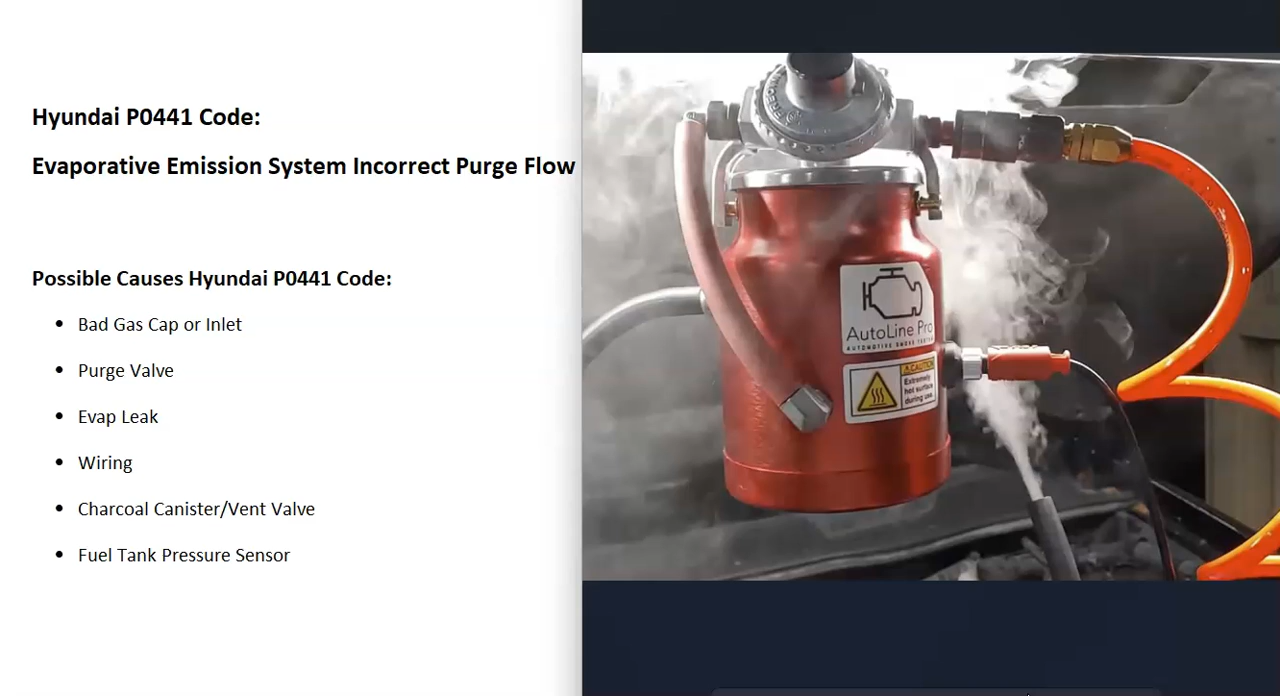 Hyundai P0441 Code:
Evaporative Emission System Incorrect Purge Flow
Possible Causes Hyundai P0441 Code:
Bad Gas Cap or Inlet
Purge Valve
Evap Leak
Wiring
Charcoal Canister/Vent Valve
Fuel Tank Pressure Sensor
AutoLine Pro
AUTOMOTIVE SMOKE TESTER
CAUTION
Extremely
hot surface
during use.